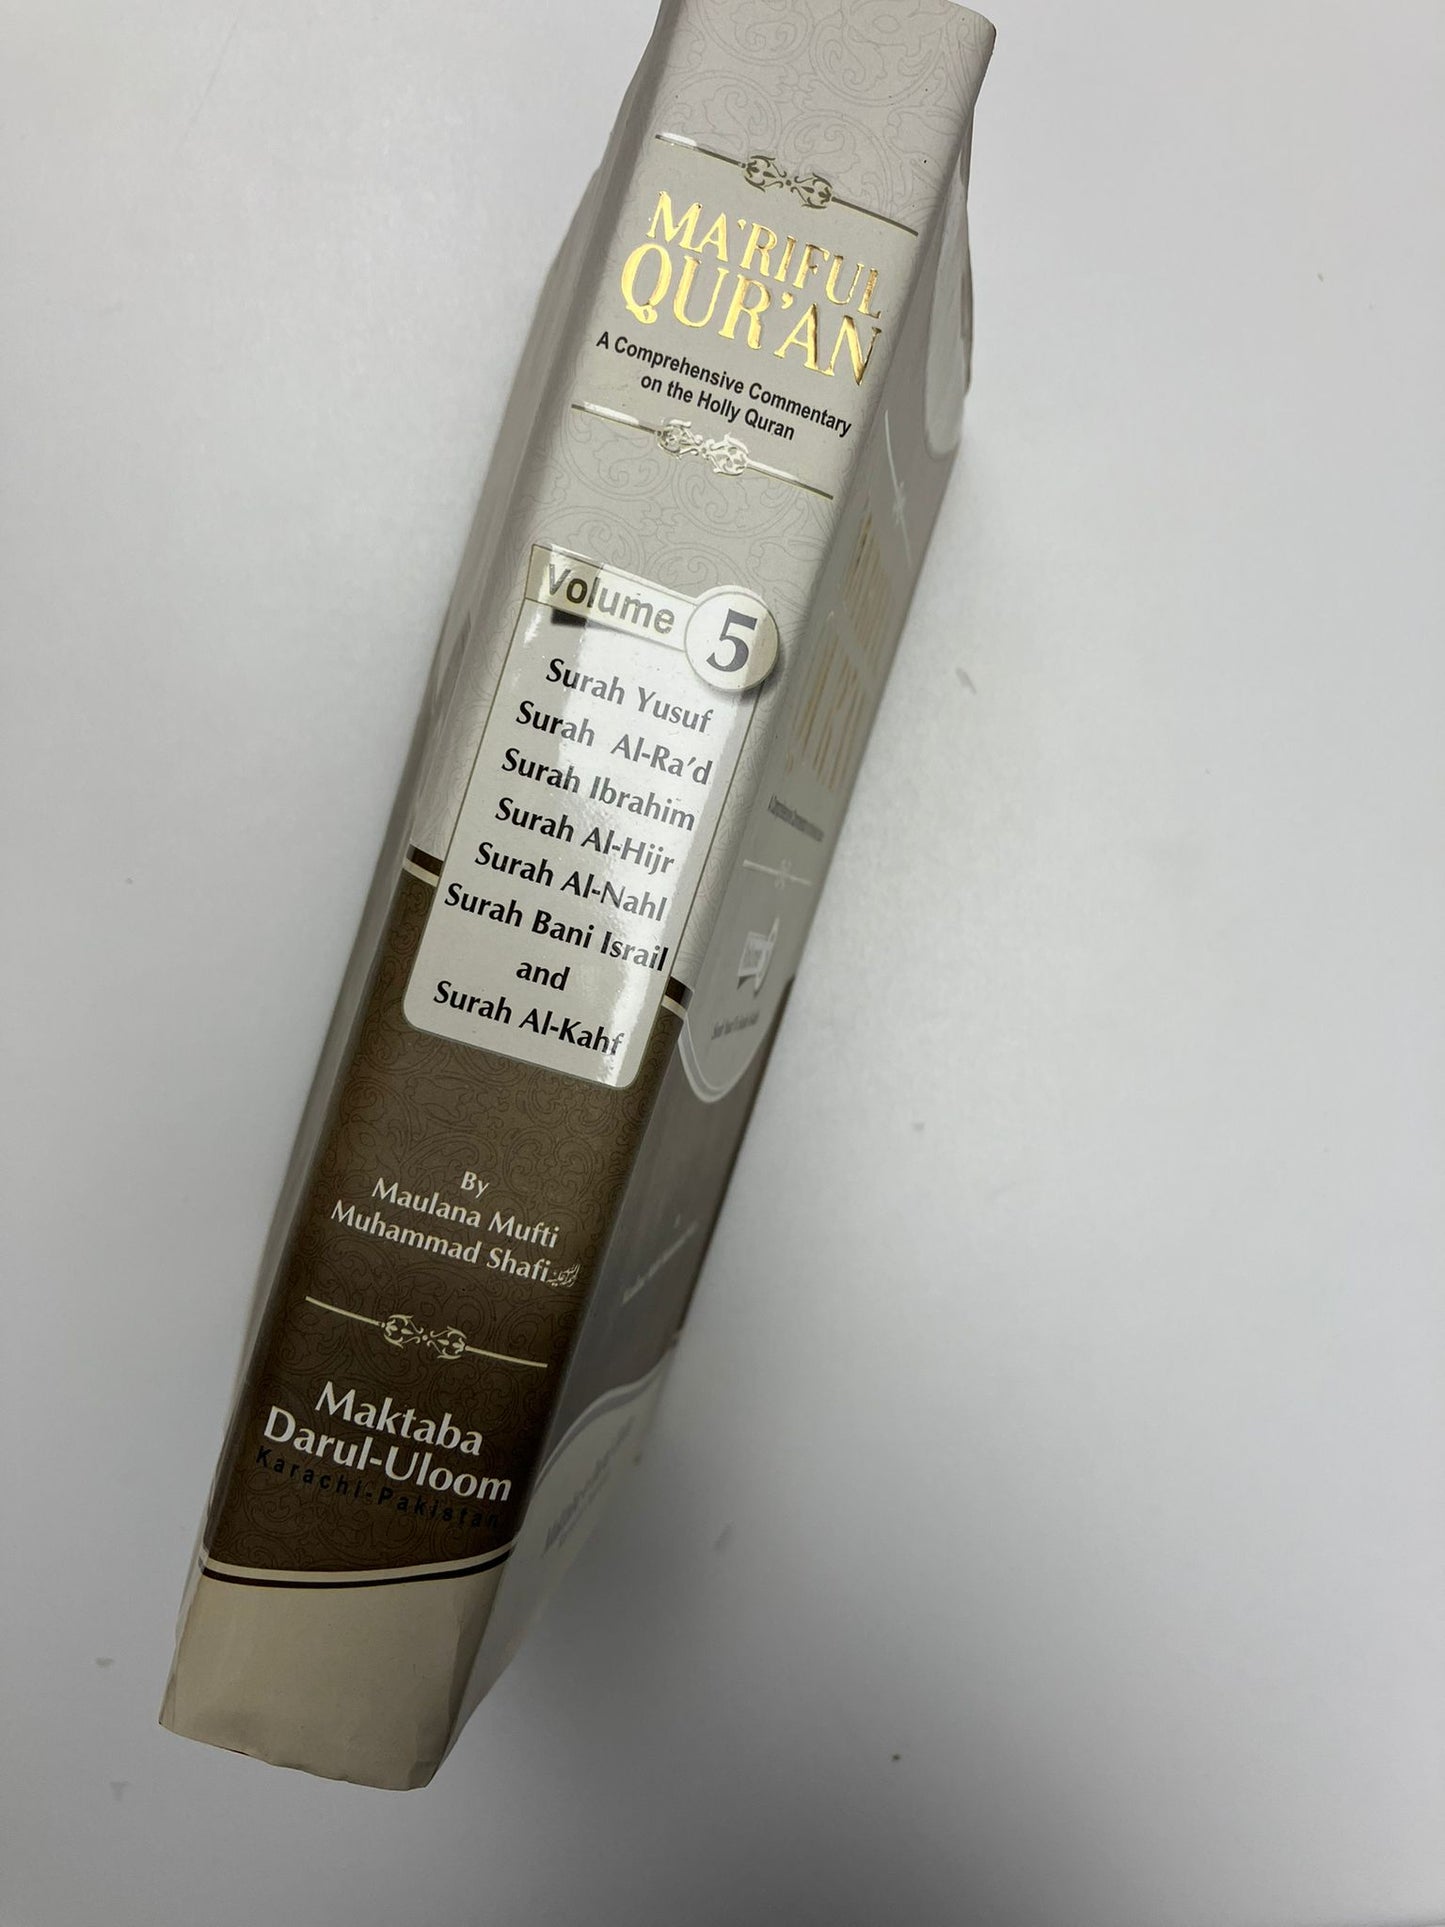 MA'RIFUL
QUR'AN
A Comprehensive Commentary
on the Holly Quran
Volume 5
Surah Yusuf
Surah Al-Ra'd
Surah Ibrahim
Surah Al-Hijr
Surah Al-Nahl
Surah Bani Israil
and
Surah Al-Kahf
By
Maulana Mufti
Muhammad Shafi
Maktaba
Darul-Uloom
Karachi-Pakistan